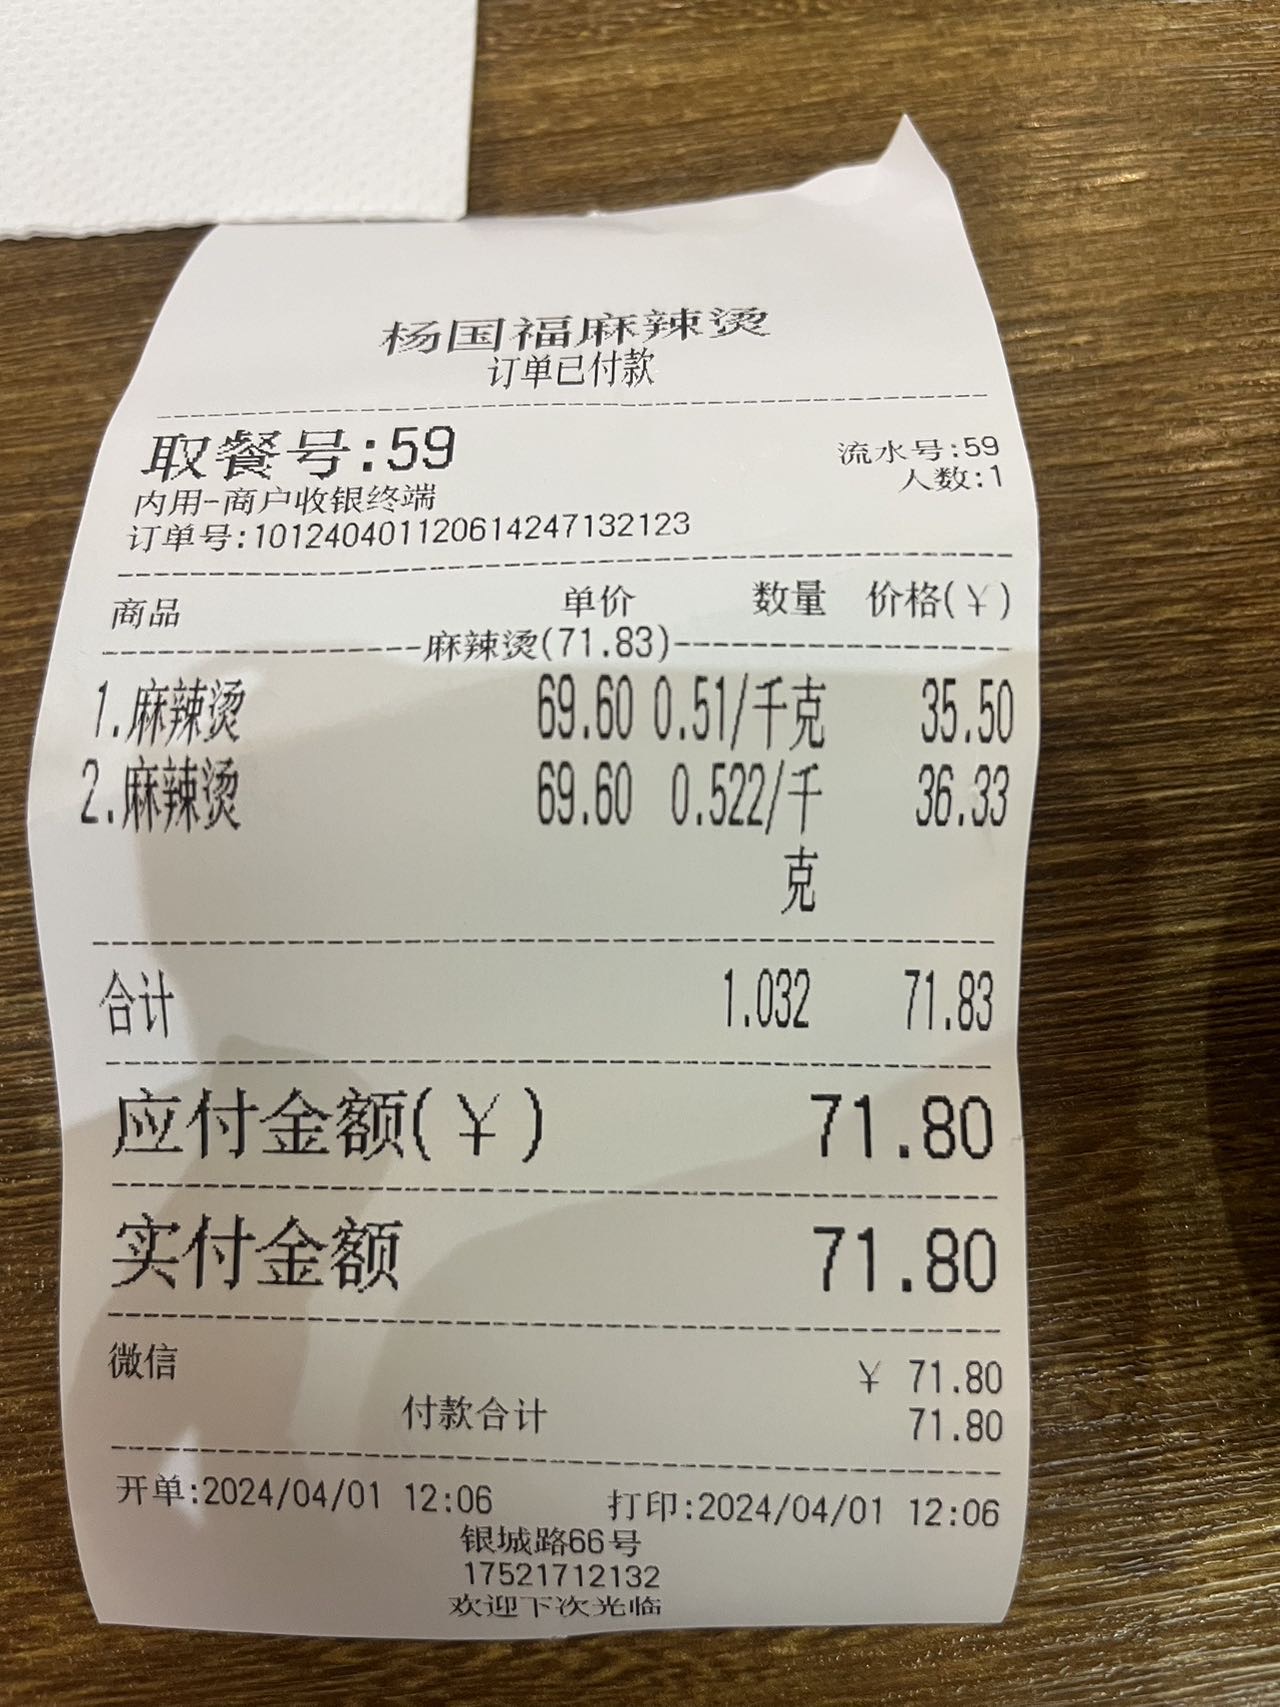 杨国福麻辣烫
订单已付款
取餐号:59
流水号:59
人数:1
内用-商户收银终端
订单号:10124040112061424​7132123
商品 单价 数量 价格(¥)
麻辣烫(71.83)
1.麻辣烫 69.60 0.51/千克 35.50
2.麻辣烫 69.60 0.522/千 36.33
克
合计 1.032 71.83
应付金额(¥) 71.80
实付金额 71.80
微信 ¥ 71.80
付款合计 71.80
开单:2024/04/01 12:06 打印:2024/04/01 12:06
银城路66号
17521712132
欢迎下次光临